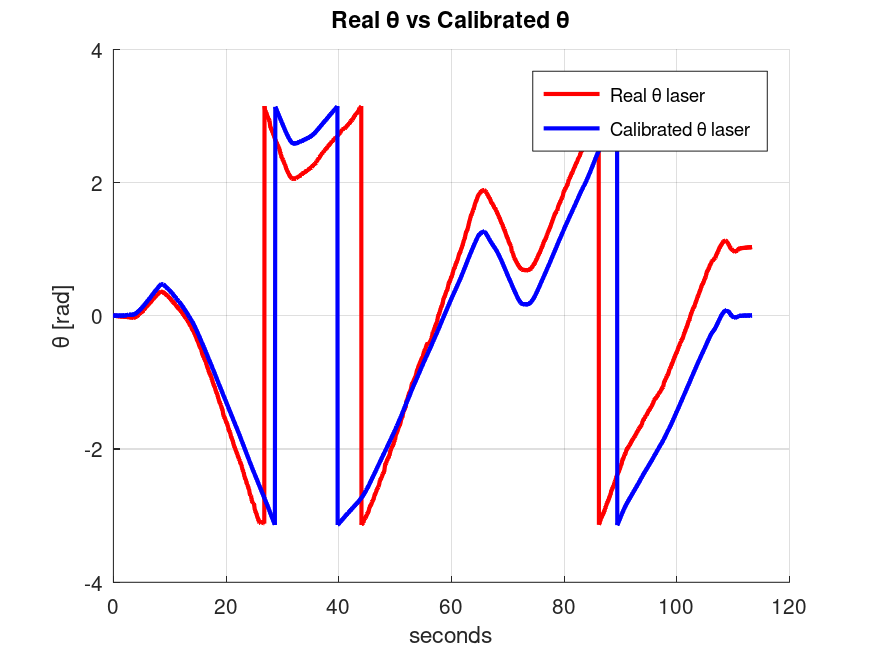 Real θ vs Calibrated θ
Real θ laser
Calibrated θ laser
θ [rad]
4
2
0
-2
-4
0 20 40 60 80 100 120
seconds